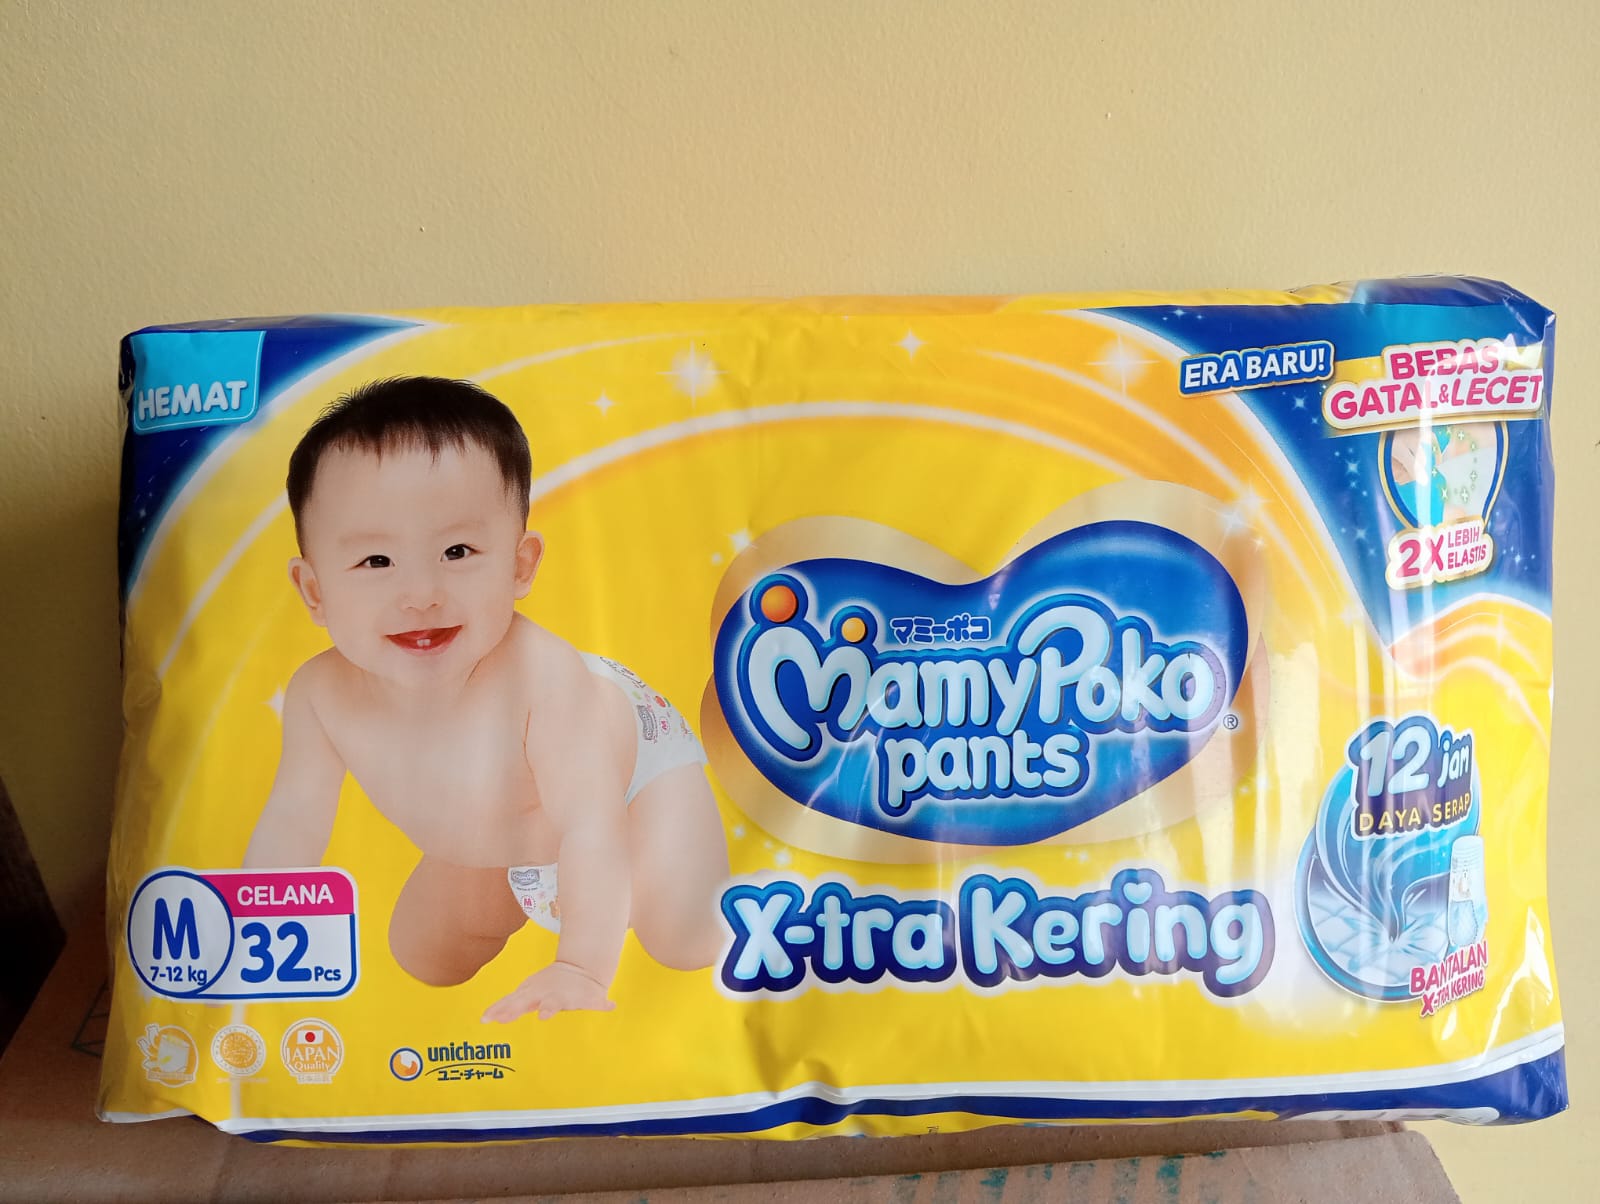 HEMAT
ERA BARU!
BEBAS
GATAL & LECET
2X LEBIH
ELASTIS
マミーポコ
MamyPoko
pants
®
12 jam
DAYA SERAP
X-tra Kering
BANTALAN
X-TRA KERING
M
7-12 kg
CELANA
32 Pcs
JAPAN
Quality
unicharm
ユニ・チャーム